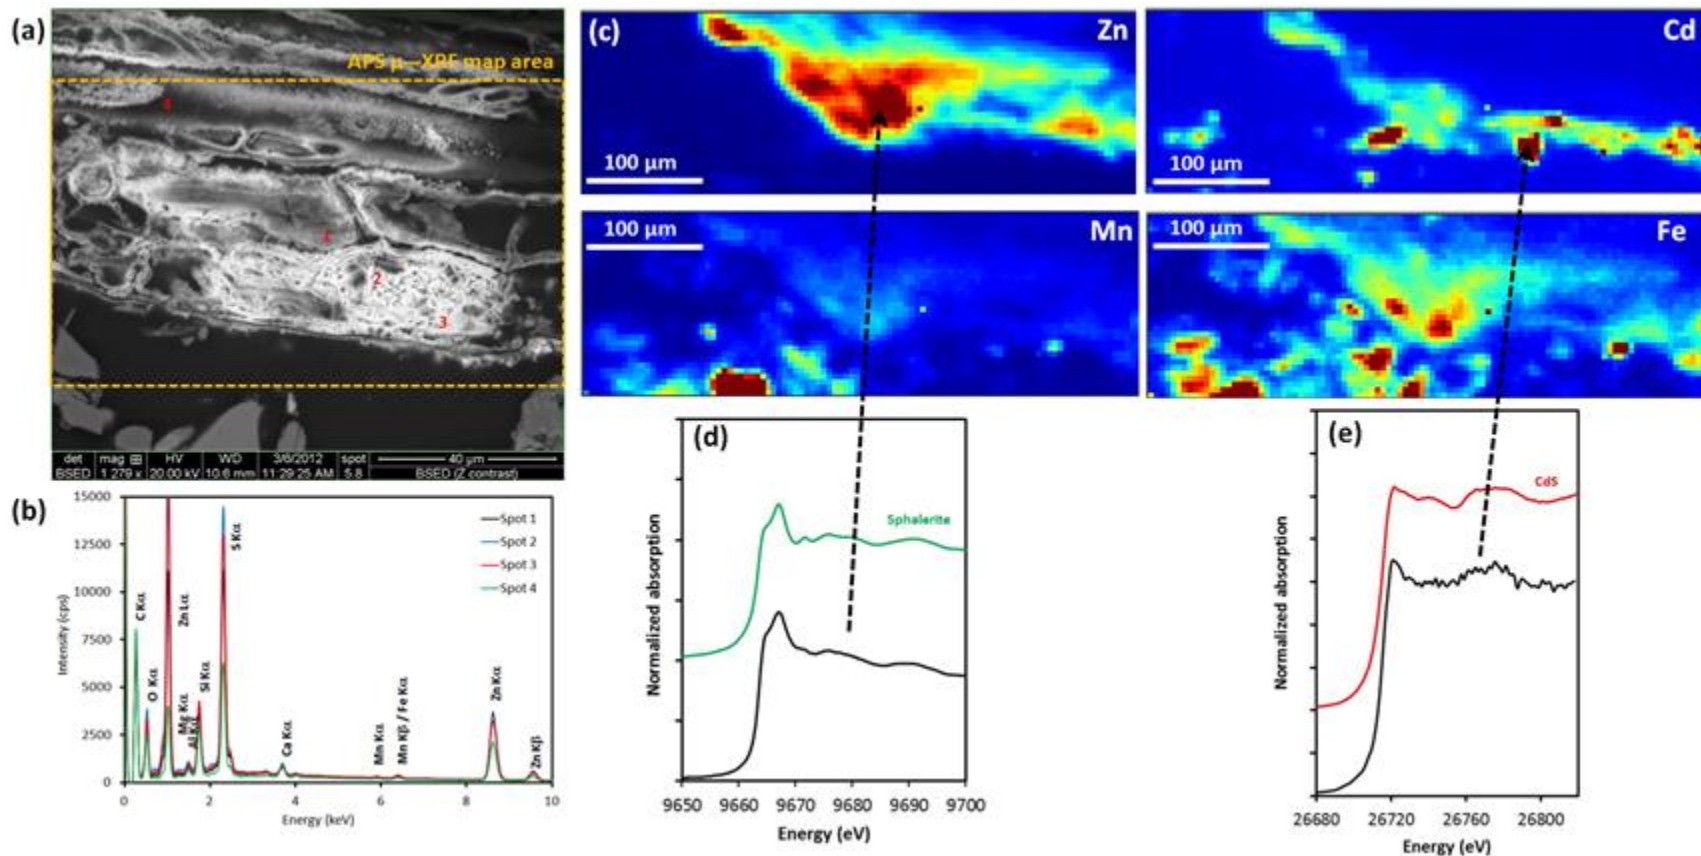 (a)
APS μ—XRF map area
4
1
2
3
det mag ⊞ HV WD 3/6/2012 spot 40 μm
BSED 1 279 x 20.00 kV 10.6 mm 11:29:25 AM 5.8 BSED (Z contrast)
(b)
15000
12500
10000
7500
5000
2500
0
Intensity (cps)
C Kα
O Kα
Zn Lα
Mg Kα
Al Kα
Si Kα
S Kα
Ca Kα
Mn Kα
Mn Kβ / Fe Kα
Zn Kα
Zn Kβ
Spot 1
Spot 2
Spot 3
Spot 4
0 2 4 6 8 10
Energy (keV)
(c)
Zn
100 μm
Cd
100 μm
Mn
100 μm
Fe
100 μm
(d)
Sphalerite
Normalized absorption
9650 9660 9670 9680 9690 9700
Energy (eV)
(e)
CdS
Normalized absorption
26680 26720 26760 26800
Energy (eV)